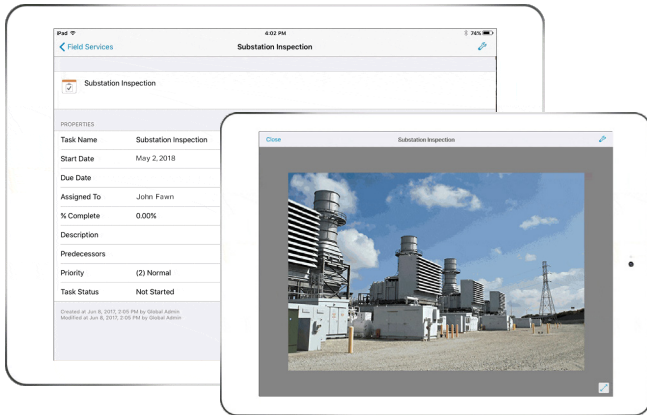 iPad 4:02 PM 74%
Field Services Substation Inspection
Substation Inspection
PROPERTIES
Task Name Substation Inspection
Start Date May 2, 2018
Due Date
Assigned To John Fawn
% Complete 0.00%
Description
Predecessors
Priority (2) Normal
Task Status Not Started
Created at Jun 8, 2017, 2:05 PM by Global Admin
Modified at Jun 8, 2017, 2:05 PM by Global Admin
Close Substation Inspection